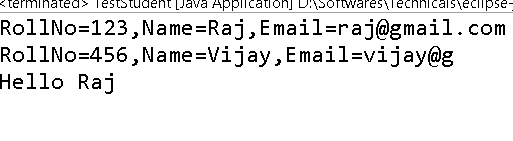 <terminated> TestStudent [Java Application] D:\Softwares\Technicals\eclipse-
RollNo=123,Name=Raj,Email=raj@gmail.com
RollNo=456,Name=Vijay,Email=vijay@g
Hello Raj